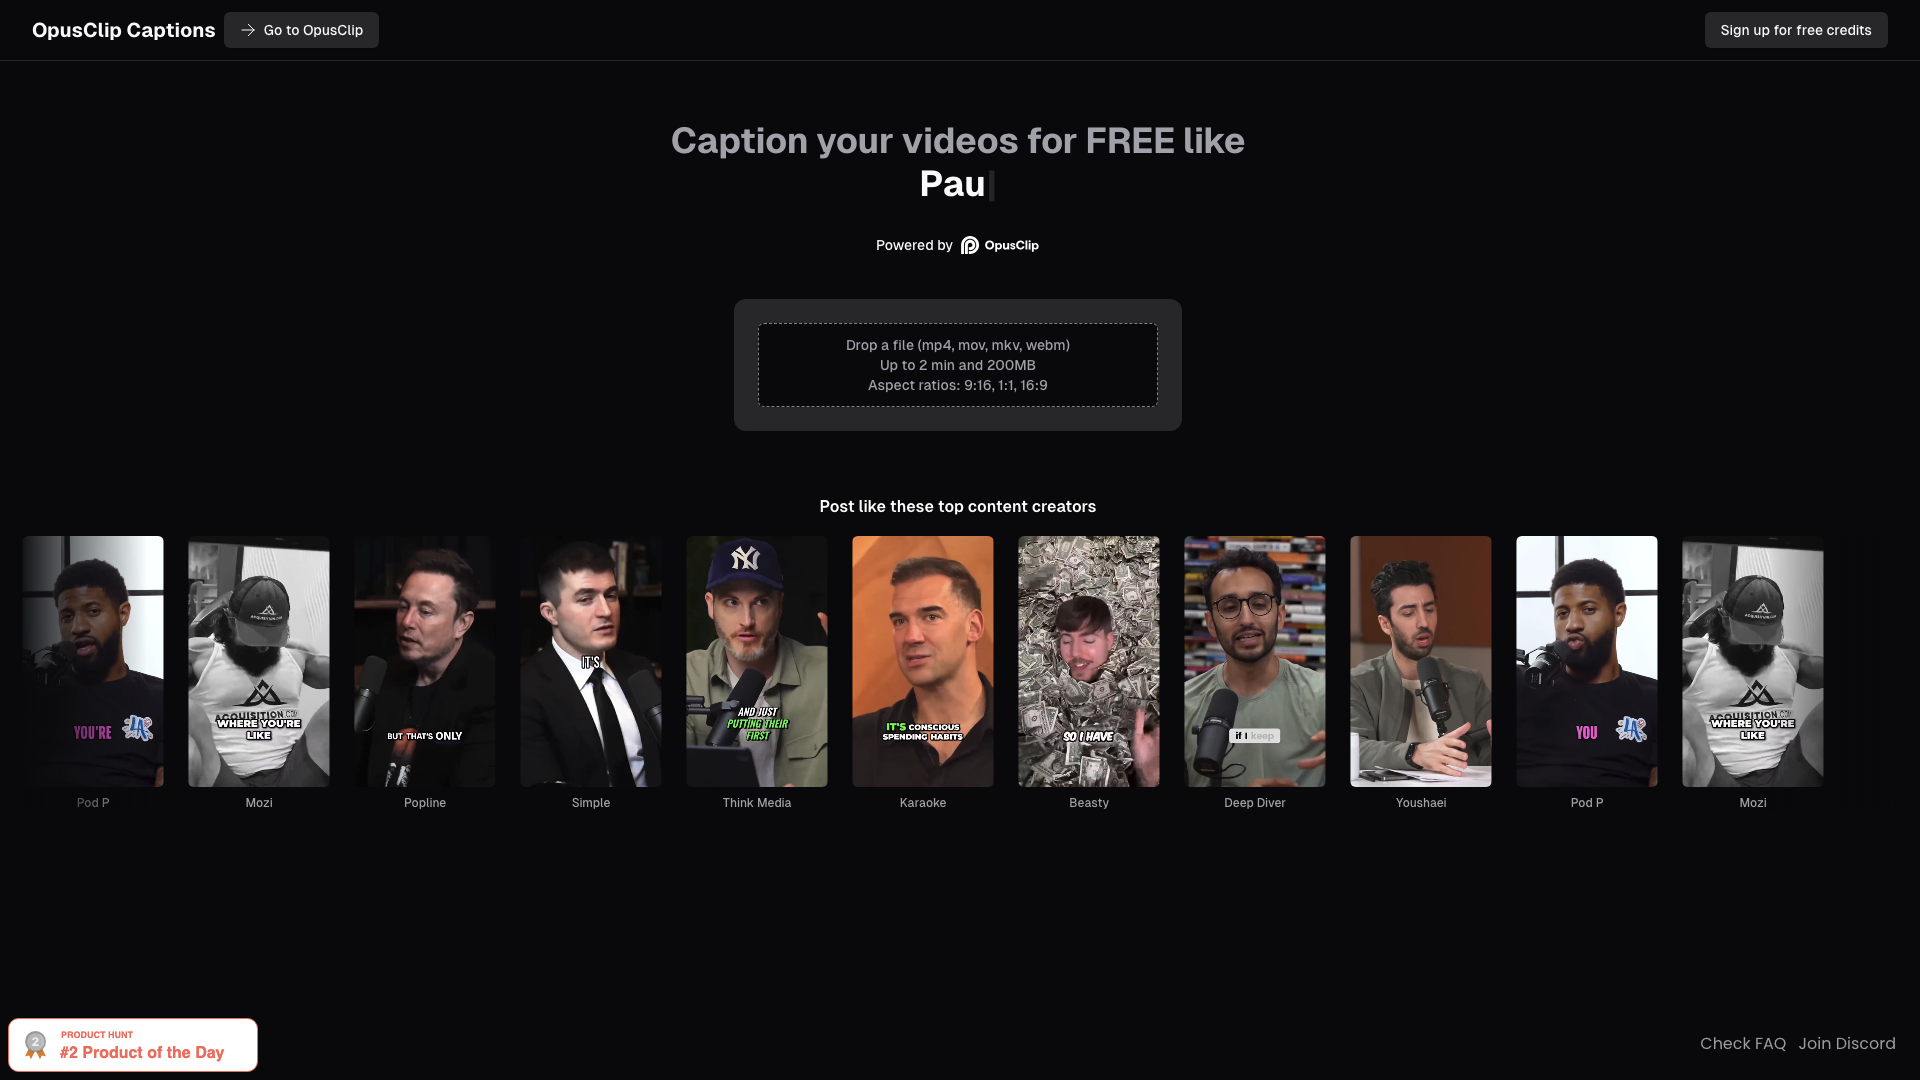 OpusClip Captions
Go to OpusClip
Sign up for free credits
Caption your videos for FREE like
Pau
Powered by OpusClip
Drop a file (mp4, mov, mkv, webm)
Up to 2 min and 200MB
Aspect ratios: 9:16, 1:1, 16:9
Post like these top content creators
YOU'RE
Pod P
ACQUISITION.COM
WHERE YOU'RE
LIKE
Mozi
BUT THAT'S ONLY
Popline
IT'S
Simple
NY
AND JUST
PUTTING THEIR
FIRST
Think Media
IT'S CONSCIOUS
SPENDING HABITS
Karaoke
SO I HAVE
Beasty
if I keep
Deep Diver
Youshaei
YOU
Pod P
WHERE YOU'RE
LIKE
Mozi
2
PRODUCT HUNT
#2 Product of the Day
Check FAQ
Join Discord